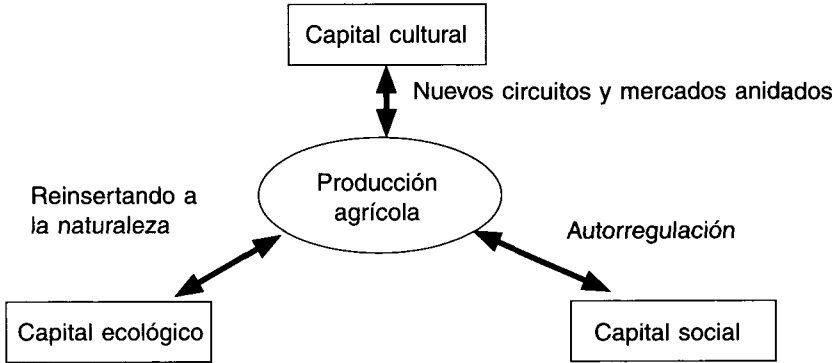 Capital cultural
Nuevos circuitos y mercados anidados
Producción
agrícola
Reinsertando a
la naturaleza
Autorregulación
Capital ecológico
Capital social